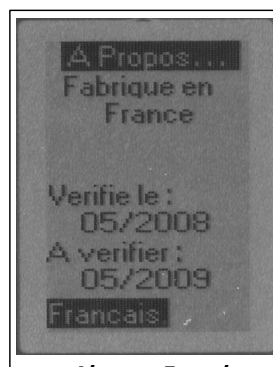 A Propos...
Fabrique en
France
Verifie le :
05/2008
A verifier :
05/2009
Francais